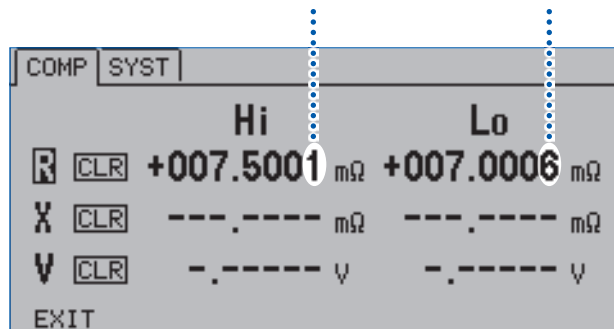 COMP SYST
Hi Lo
R CLR +007.5001 mΩ +007.0006 mΩ
X CLR ---.---- mΩ ---.---- mΩ
V CLR -.----- V -.----- V
EXIT